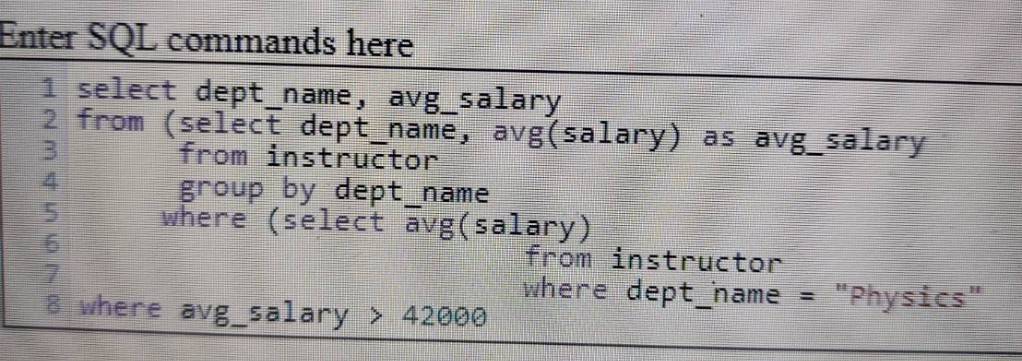 Enter SQL commands here
1 select dept_name, avg_salary
2 from (select dept_name, avg(salary) as avg_salary
3 from instructor
4 group by dept_name
5 where (select avg(salary)
6 from instructor
7 where dept_name = "Physics"
8 where avg_salary > 42000